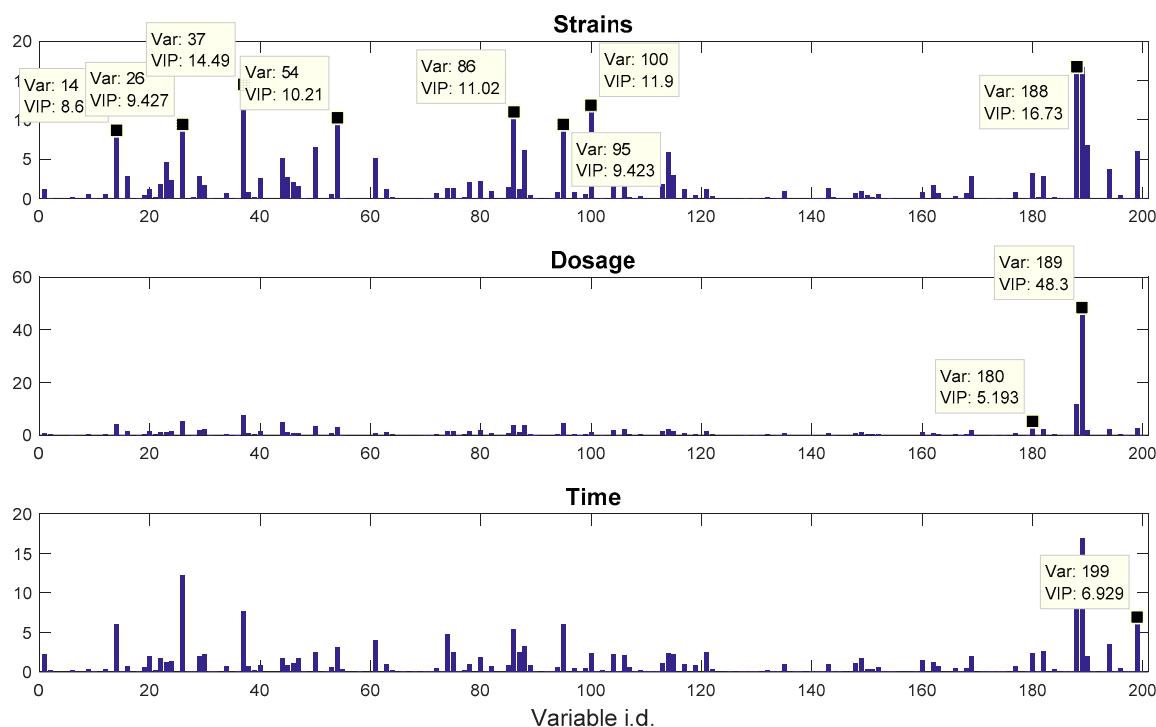 Strains
20
15
10
5
0
Var: 14
VIP: 8.6
Var: 26
VIP: 9.427
Var: 37
VIP: 14.49
Var: 54
VIP: 10.21
Var: 86
VIP: 11.02
Var: 95
VIP: 9.423
Var: 100
VIP: 11.9
Var: 188
VIP: 16.73
0 20 40 60 80 100 120 140 160 180 200
Dosage
60
40
20
0
Var: 180
VIP: 5.193
Var: 189
VIP: 48.3
0 20 40 60 80 100 120 140 160 180 200
Time
20
15
10
5
0
Var: 199
VIP: 6.929
0 20 40 60 80 100 120 140 160 180 200
Variable i.d.